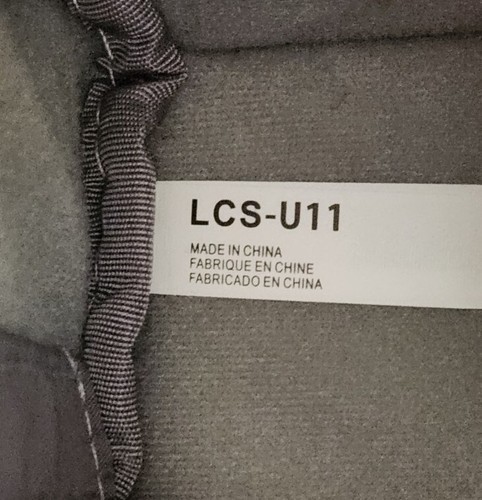 LCS-U11
MADE IN CHINA
FABRIQUE EN CHINE
FABRICADO EN CHINA